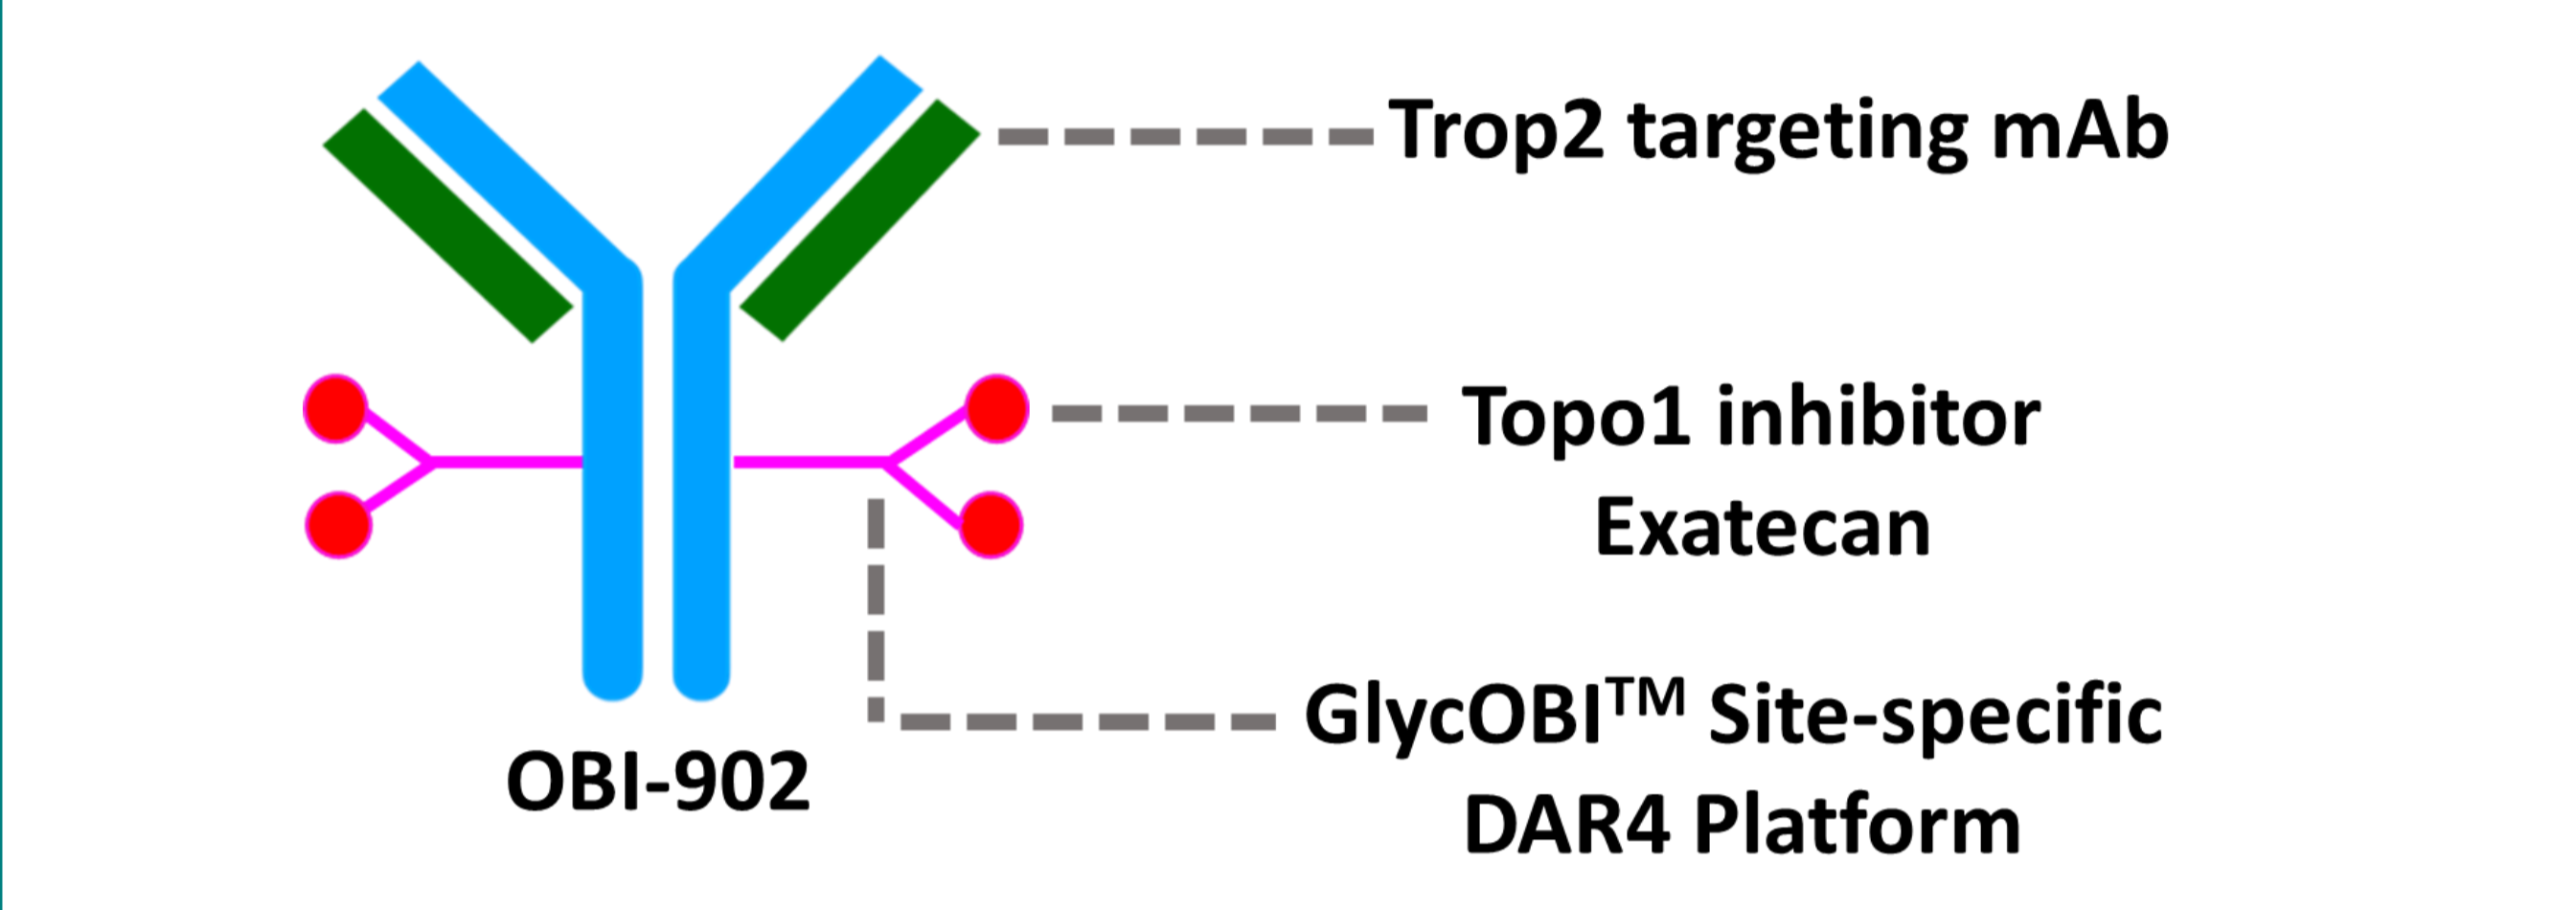 Trop2 targeting mAb
Topo1 inhibitor
Exatecan
GlycOBI™ Site-specific
DAR4 Platform
OBI-902